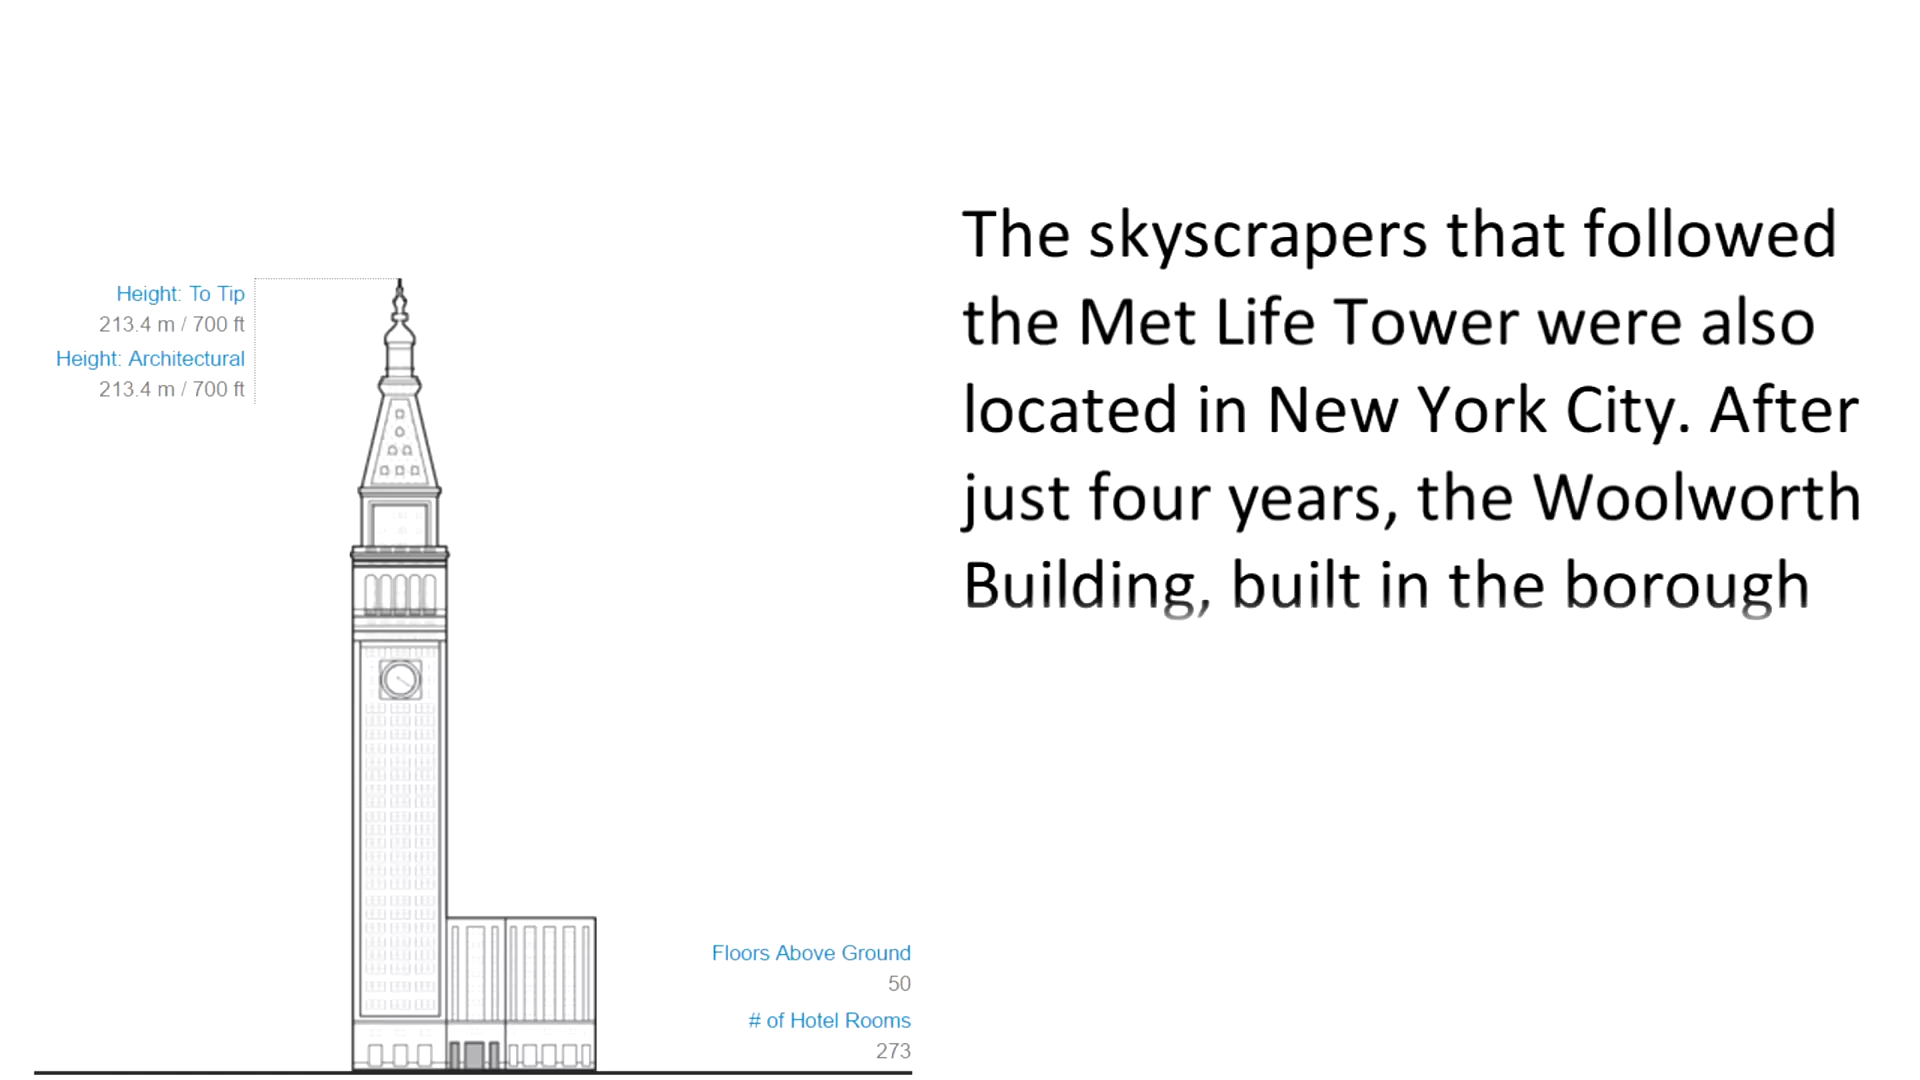 Height: To Tip
213.4 m / 700 ft
Height: Architectural
213.4 m / 700 ft
The skyscrapers that followed
the Met Life Tower were also
located in New York City. After
just four years, the Woolworth
Building, built in the borough
Floors Above Ground
50
# of Hotel Rooms
273